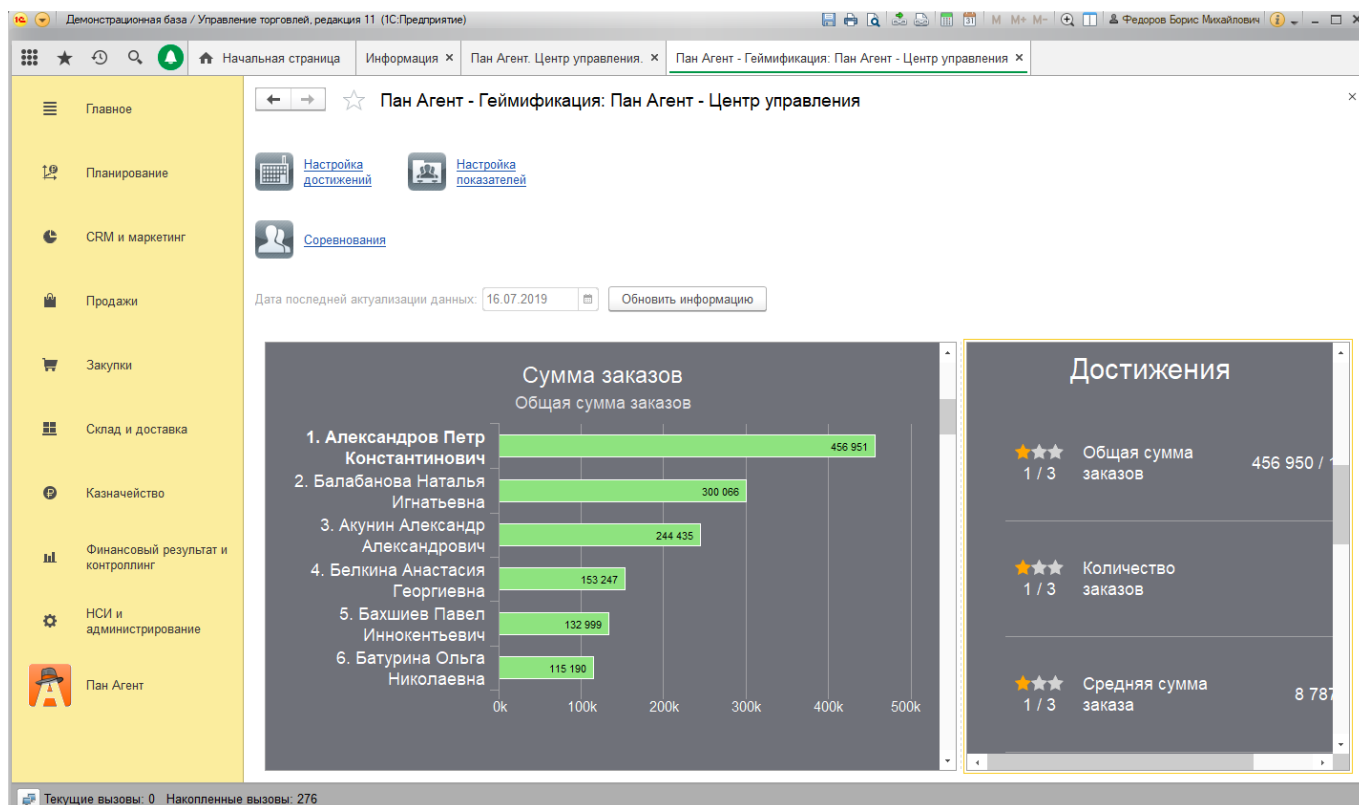 Демонстрационная база / Управление торговлей, редакция 11 (1С:Предприятие)
M M+ M-
Федоров Борис Михайлович
Начальная страница
Информация ×
Пан Агент. Центр управления. ×
Пан Агент - Геймификация: Пан Агент - Центр управления ×
Главное
Планирование
CRM и маркетинг
Продажи
Закупки
Склад и доставка
Казначейство
Финансовый результат и
контроллинг
НСИ и
администрирование
Пан Агент
Пан Агент - Геймификация: Пан Агент - Центр управления
Настройка
достижений
Настройка
показателей
Соревнования
Дата последней актуализации данных: 16.07.2019
Обновить информацию
Сумма заказов
Общая сумма заказов
1. Александров Петр
Константинович
456 951
2. Балабанова Наталья
Игнатьевна
300 066
3. Акунин Александр
Александрович
244 435
4. Белкина Анастасия
Георгиевна
153 247
5. Бахшиев Павел
Иннокентьевич
132 999
6. Батурина Ольга
Николаевна
115 190
0k 100k 200k 300k 400k 500k
Достижения
1 / 3
Общая сумма
заказов
456 950 /
1 / 3
Количество
заказов
1 / 3
Средняя сумма
заказа
8 787
Текущие вызовы: 0 Накопленные вызовы: 276